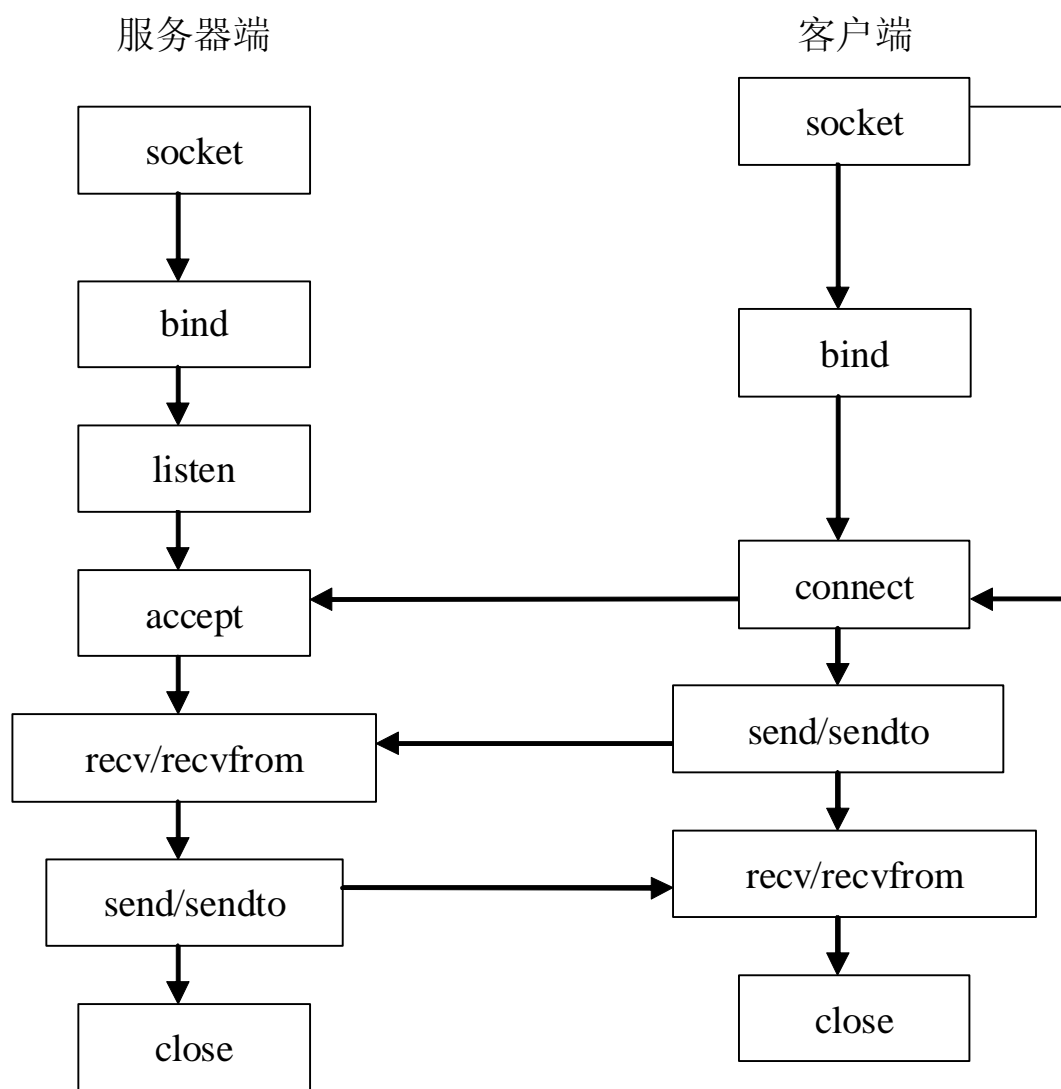 服务器端
socket
bind
listen
accept
recv/recvfrom
send/sendto
close
客户端
socket
bind
connect
send/sendto
recv/recvfrom
close